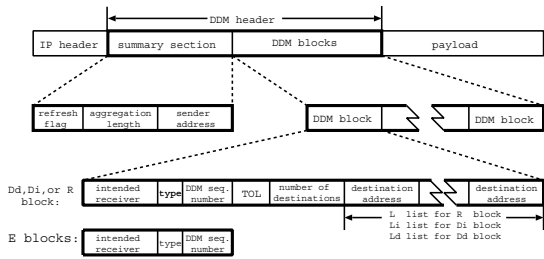 DDM header
IP header summary section DDM blocks payload
refresh flag aggregation length sender address DDM block DDM block
Dd,Di,or R block: intended receiver type DDM seq. number TOL number of destinations destination address destination address
L list for R block
Li list for Di block
Ld list for Dd block
E blocks: intended receiver type DDM seq. number